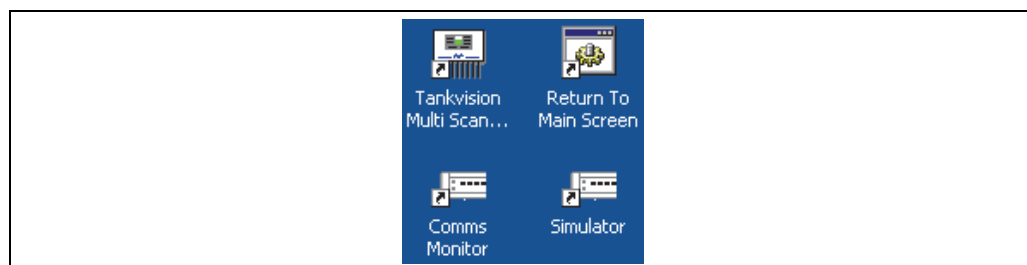 Tankvision
Multi Scan...
Return To
Main Screen
Comms
Monitor
Simulator